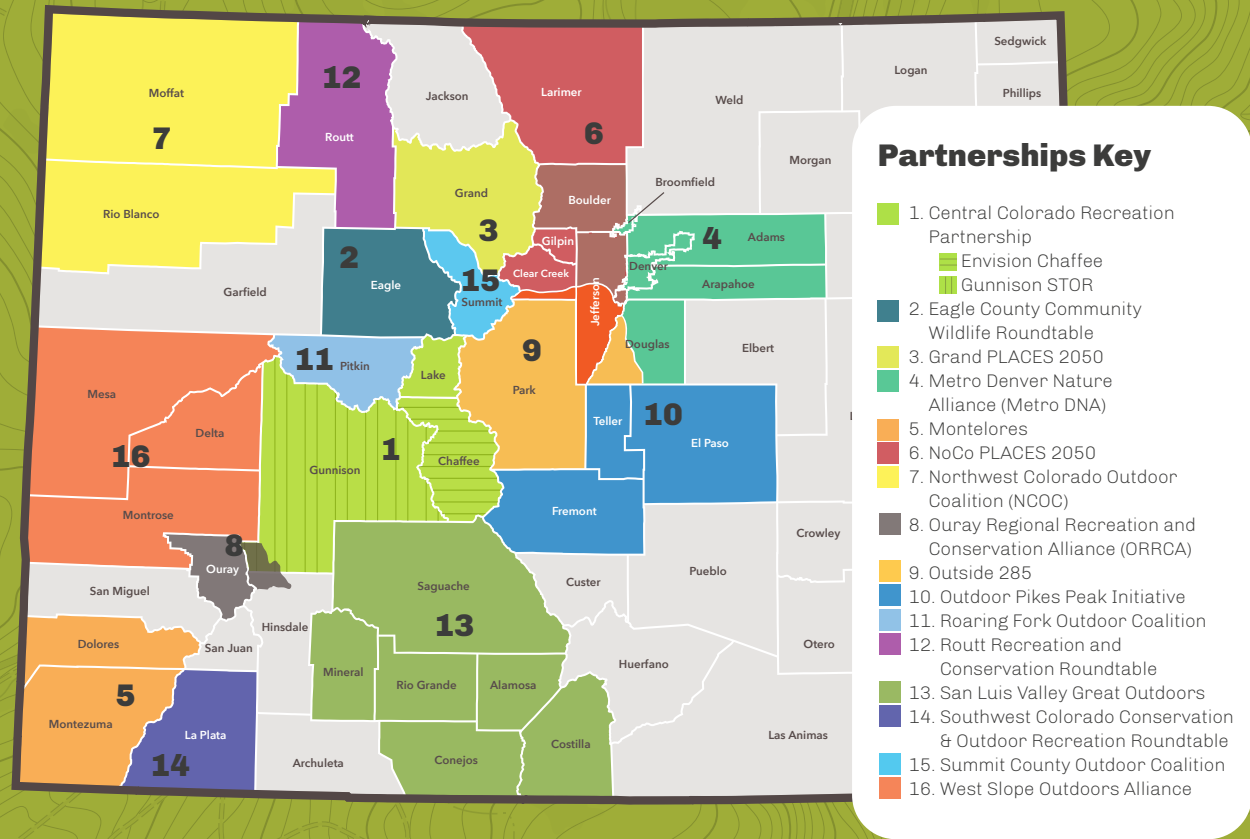 Sedgwick
Logan
Moffat
12
Jackson
Larimer
Weld
Phillips
7
Routt
6
Morgan
Rio Blanco
Grand
Boulder
Broomfield
3
Gilpin
4
Adams
2
Clear Creek
Denver
Garfield
Eagle
15
Summit
Jefferson
Arapahoe
11
Pitkin
9
Douglas
Elbert
Mesa
Lake
Park
Delta
Teller
10
El Paso
16
Gunnison
1
Chaffee
Montrose
Fremont
Crowley
8
Ouray
San Miguel
Saguache
Custer
Pueblo
Hinsdale
13
Dolores
San Juan
Otero
Mineral
Rio Grande
Alamosa
Huerfano
5
Montezuma
La Plata
Costilla
Las Animas
14
Archuleta
Conejos
Partnerships Key
1. Central Colorado Recreation
Partnership
Envision Chaffee
Gunnison STOR
2. Eagle County Community
Wildlife Roundtable
3. Grand PLACES 2050
4. Metro Denver Nature
Alliance (Metro DNA)
5. Montelores
6. NoCo PLACES 2050
7. Northwest Colorado Outdoor
Coalition (NCOC)
8. Ouray Regional Recreation and
Conservation Alliance (ORRCA)
9. Outside 285
10. Outdoor Pikes Peak Initiative
11. Roaring Fork Outdoor Coalition
12. Routt Recreation and
Conservation Roundtable
13. San Luis Valley Great Outdoors
14. Southwest Colorado Conservation
& Outdoor Recreation Roundtable
15. Summit County Outdoor Coalition
16. West Slope Outdoors Alliance